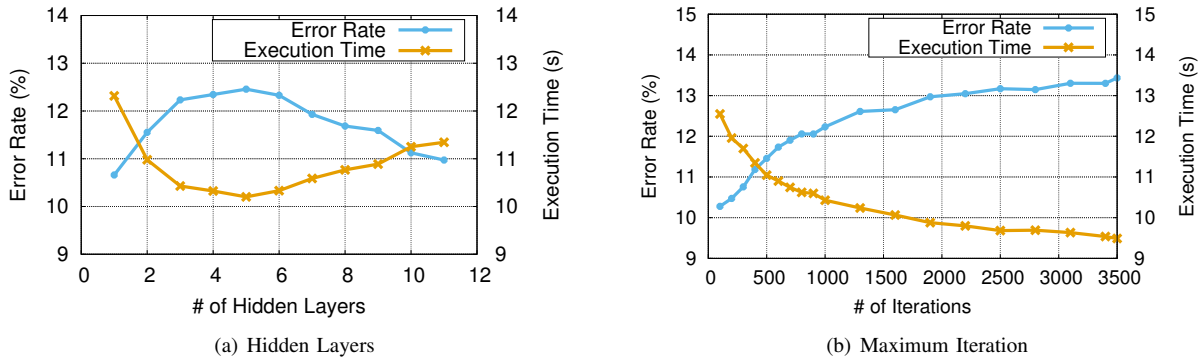 14
13
12
11
10
9
Error Rate (%)
Error Rate
Execution Time
14
13
12
11
10
9
Execution Time (s)
0 2 4 6 8 10 12
# of Hidden Layers
(a) Hidden Layers
15
14
13
12
11
10
9
Error Rate (%)
Error Rate
Execution Time
15
14
13
12
11
10
9
Execution Time (s)
0 500 1000 1500 2000 2500 3000 3500
# of Iterations
(b) Maximum Iteration